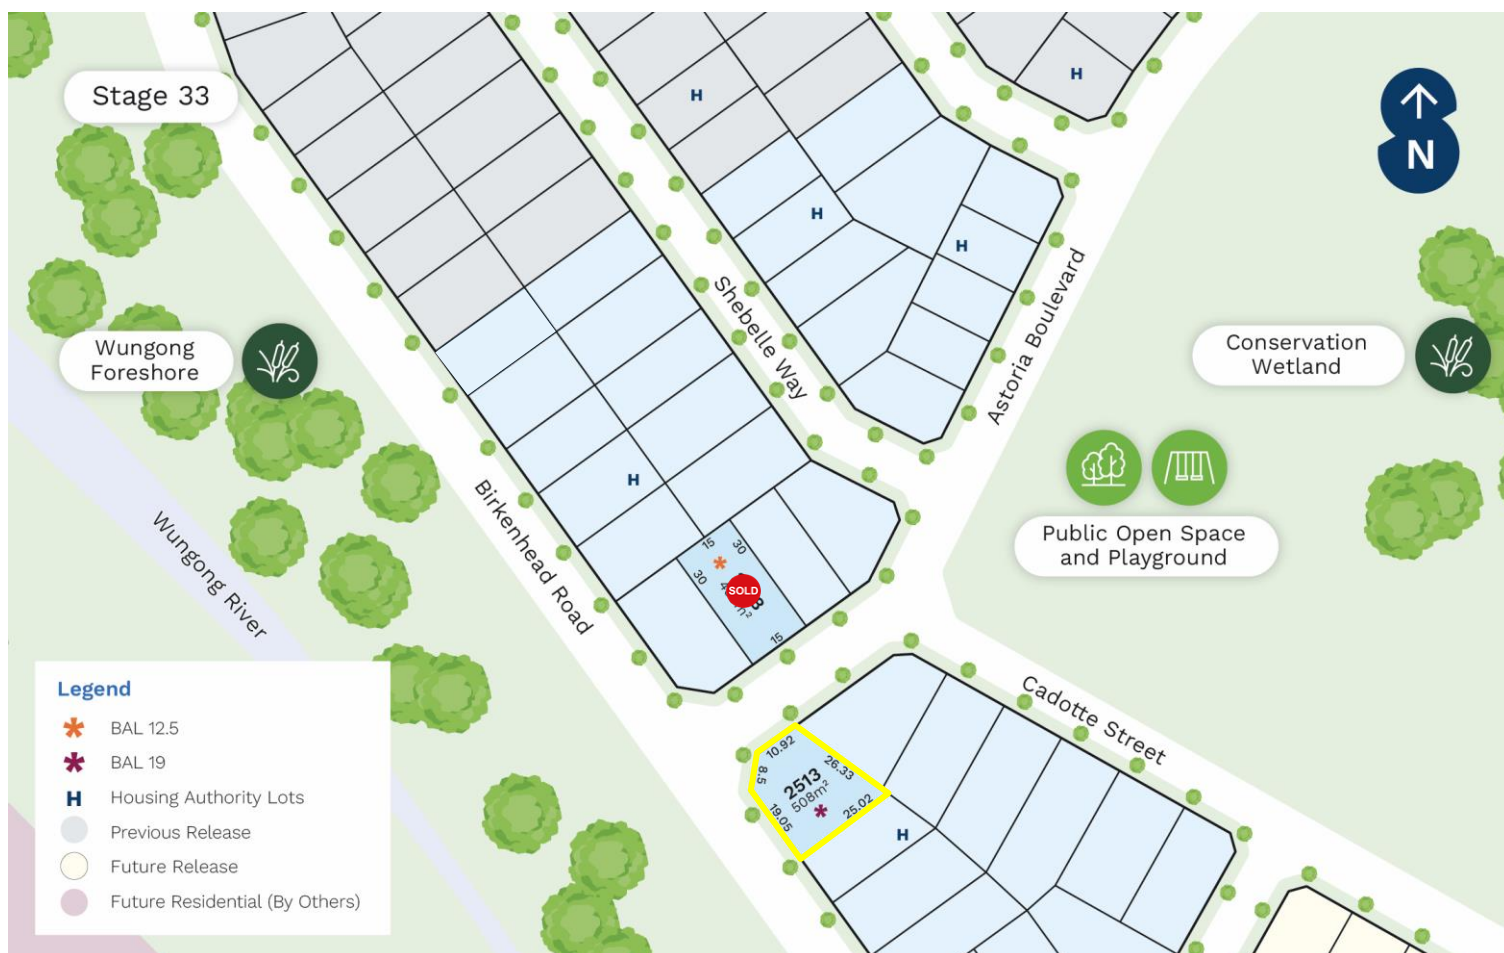 Stage 33
H
H
N
H
H
Shebelle Way
Astoria Boulevard
Wungong
Foreshore
Conservation
Wetland
H
Birkenhead Road
Wungong River
15
30
30
SOLD
15
Public Open Space
and Playground
Cadotte Street
10.92
26.33
8.5
2513
508m²
19.05
25.02
H
Legend
BAL 12.5
BAL 19
H Housing Authority Lots
Previous Release
Future Release
Future Residential (By Others)